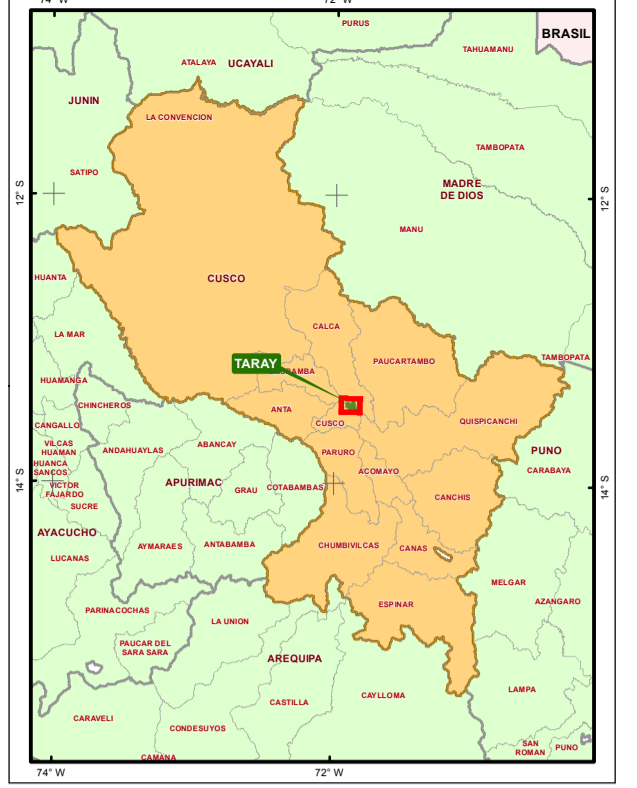 74° W
72° W
PURUS
BRASIL
TAHUAMANU
ATALAYA
UCAYALI
JUNIN
LA CONVENCION
TAMBOPATA
SATIPO
MADRE
DE DIOS
12° S
12° S
MANU
HUANTA
CUSCO
CALCA
LA MAR
TARAY
PAUCARTAMBO
TAMBOPATA
HUAMANGA
CHINCHEROS
ANTA
CUSCO
QUISPICANCHI
CANGALLO
VILCAS
HUAMAN
ANDAHUAYLAS
ABANCAY
PARURO
PUNO
HUANCA
SANCOS
ACOMAYO
CARABAYA
14° S
14° S
VICTOR
FAJARDO
APURIMAC
GRAU
COTABAMBAS
CANCHIS
SUCRE
AYACUCHO
LUCANAS
AYMARAES
ANTABAMBA
CHUMBIVILCAS
CANAS
MELGAR
AZANGARO
ESPINAR
PARINACOCHAS
LA UNION
PAUCAR DEL
SARA SARA
AREQUIPA
CAYLLOMA
LAMPA
CASTILLA
CARAVELI
CONDESUYOS
CAMANA
SAN
ROMAN
PUNO
74° W
72° W